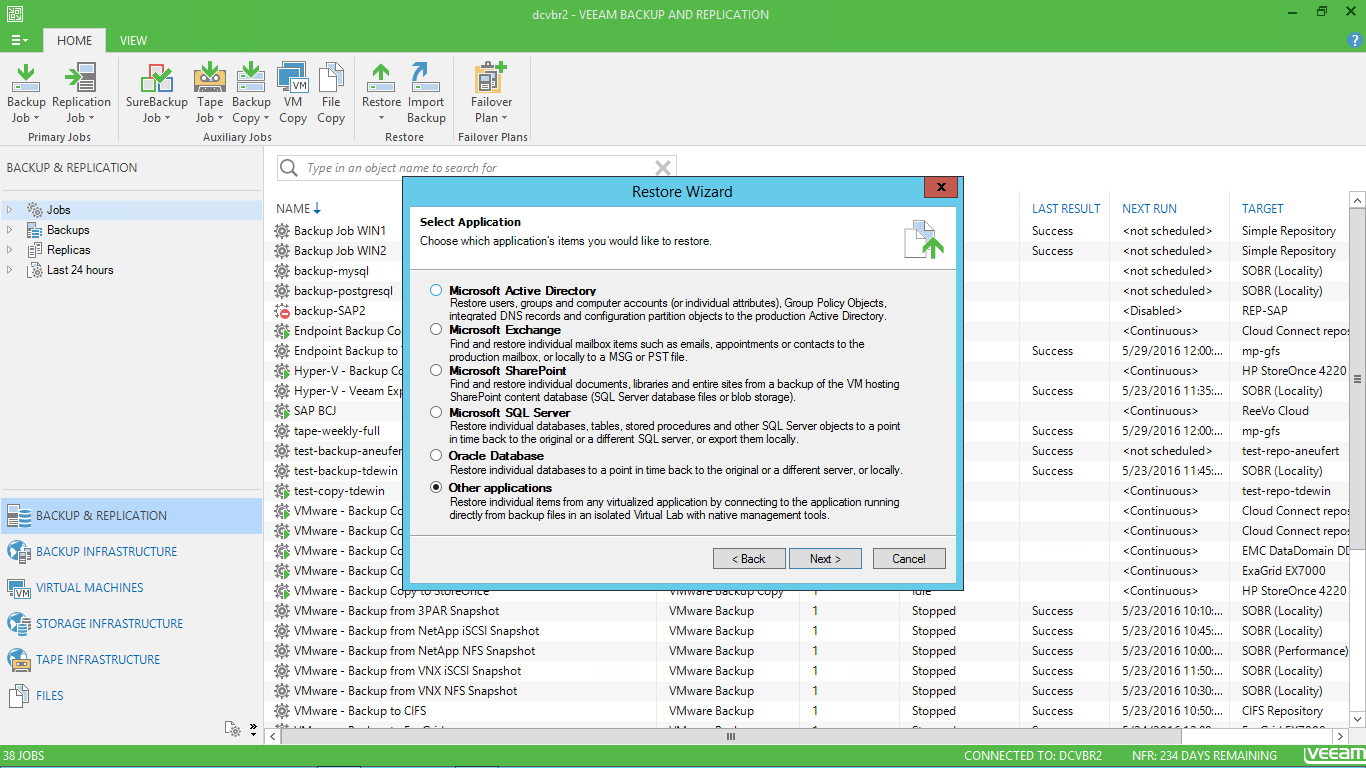 dcvbr2 - VEEAM BACKUP AND REPLICATION
HOME VIEW
Backup Job
Replication Job
Primary Jobs
SureBackup Job
Tape Job
Backup Copy
VM Copy
File Copy
Auxiliary Jobs
Restore
Import Backup
Restore
Failover Plan
Failover Plans
BACKUP & REPLICATION
Jobs
Backups
Replicas
Last 24 hours
BACKUP & REPLICATION
BACKUP INFRASTRUCTURE
VIRTUAL MACHINES
STORAGE INFRASTRUCTURE
TAPE INFRASTRUCTURE
FILES
Type in an object name to search for
NAME LAST RESULT NEXT RUN TARGET
Backup Job WIN1 Success <not scheduled> Simple Repository
Backup Job WIN2 Success <not scheduled> Simple Repository
backup-mysql <not scheduled> SOBR (Locality)
backup-postgresql <not scheduled> SOBR (Locality)
backup-SAP2 <Disabled> REP-SAP
Endpoint Backup Co <Continuous> Cloud Connect repos
Endpoint Backup to Success 5/29/2016 12:00:... mp-gfs
Hyper-V - Backup Co <Continuous> HP StoreOnce 4220
Hyper-V - Veeam Exp Success 5/23/2016 11:35:... SOBR (Locality)
SAP BCJ <Continuous> ReeVo Cloud
tape-weekly-full Success 5/29/2016 12:00:... mp-gfs
test-backup-aneufert Success <not scheduled> test-repo-aneufert
test-backup-tdewin Success 5/23/2016 11:45:... SOBR (Locality)
test-copy-tdewin <Continuous> test-repo-tdewin
VMware - Backup Co <Continuous> Cloud Connect repos
VMware - Backup Co <Continuous> Cloud Connect repos
VMware - Backup Co <Continuous> EMC DataDomain DD
VMware - Backup Co <Continuous> ExaGrid EX7000
VMware - Backup Copy to StoreOnce VMware Backup Copy 1 Idle <Continuous> HP StoreOnce 4220
VMware - Backup from 3PAR Snapshot VMware Backup 1 Stopped Success 5/23/2016 10:10:... SOBR (Locality)
VMware - Backup from NetApp iSCSI Snapshot VMware Backup 1 Stopped Success 5/23/2016 10:45:... SOBR (Locality)
VMware - Backup from NetApp NFS Snapshot VMware Backup 1 Stopped Success 5/23/2016 10:00:... SOBR (Performance)
VMware - Backup from VNX iSCSI Snapshot VMware Backup 1 Stopped Success 5/23/2016 11:50:... SOBR (Locality)
VMware - Backup from VNX NFS Snapshot VMware Backup 1 Stopped Success 5/23/2016 10:30:... SOBR (Locality)
VMware - Backup to CIFS VMware Backup 1 Stopped Success 5/23/2016 10:50:... CIFS Repository
Restore Wizard
Select Application
Choose which application's items you would like to restore.
Microsoft Active Directory
Restore users, groups and computer accounts (or individual attributes), Group Policy Objects,
integrated DNS records and configuration partition objects to the production Active Directory.
Microsoft Exchange
Find and restore individual mailbox items such as emails, appointments or contacts to the
production mailbox, or locally to a MSG or PST file.
Microsoft SharePoint
Find and restore individual documents, libraries and entire sites from a backup of the VM hosting
SharePoint content database (SQL Server database files or blob storage).
Microsoft SQL Server
Restore individual databases, tables, stored procedures and other SQL Server objects to a point
in time back to the original or a different SQL server, or export them locally.
Oracle Database
Restore individual databases to a point in time back to the original or a different server, or locally.
Other applications
Restore individual items from any virtualized application by connecting to the application running
directly from backup files in an isolated Virtual Lab with native management tools.
< Back Next > Cancel
38 JOBS CONNECTED TO: DCVBR2 NFR: 234 DAYS REMAINING veeam